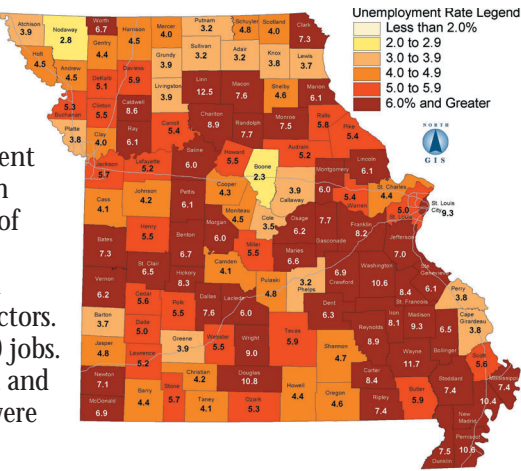 ent
n
of
ctors.
0 jobs.
and
were
Unemployment Rate Legend
Less than 2.0%
2.0 to 2.9
3.0 to 3.9
4.0 to 4.9
5.0 to 5.9
6.0% and Greater
NORTH
GIS
Atchison 3.9
Nodaway 2.8
Worth 6.7
Harrison 4.5
Mercer 4.0
Putnam 3.2
Schuyler 4.8
Scotland 4.0
Clark 7.3
Holt 4.5
Gentry 4.4
Andrew 4.5
DeKalb 5.1
Daviess 5.9
Grundy 3.9
Sullivan 3.2
Adair 3.2
Knox 3.8
Lewis 3.7
5.3 Buchanan
Clinton 5.5
Caldwell 8.6
Livingston 3.9
Linn 12.5
Macon 7.6
Shelby 4.6
Marion 6.1
Platte 3.8
Clay 4.0
Ray 6.1
Carroll 5.4
Chariton 8.9
Randolph 7.7
Monroe 7.5
Ralls 5.8
Pike 5.4
Jackson 5.7
Lafayette 5.2
Saline 6.0
Howard 5.5
Boone 2.3
Audrain 5.2
Montgomery 6.0
Lincoln 6.1
Cass 4.1
Johnson 4.2
Pettis 6.1
Cooper 4.3
Moniteau 4.5
Cole 3.5
3.9 Callaway
5.4 Warren
St. Charles 4.4
5.0 St. Louis
St. Louis City 9.3
Bates 7.3
Henry 5.5
Benton 6.7
Morgan 6.0
Miller 5.5
Osage 6.2
7.7 Gasconade
Franklin 8.2
Jefferson 7.0
Vernon 6.2
St. Clair 6.5
Hickory 8.3
Camden 4.1
Maries 6.6
Pulaski 4.8
3.2 Phelps
6.9 Crawford
Washington 10.6
8.4 St. Francois
Ste. Genevieve 6.1
Perry 3.8
Barton 3.7
Cedar 5.6
Polk 5.5
Dallas 7.6
Laclede 6.0
Dent 6.3
Iron 8.1
Madison 9.3
6.5 Bollinger
Cape Girardeau 3.8
Jasper 4.8
Dade 5.0
Greene 3.9
Webster 5.5
Wright 9.0
Texas 5.9
Shannon 4.7
Reynolds 8.9
Wayne 11.7
Scott 5.6
Newton 7.1
Lawrence 5.2
Christian 4.2
Douglas 10.8
Howell 4.4
Carter 8.4
Butler 5.9
Stoddard 7.4
Mississippi 7.4
McDonald 6.9
Barry 4.4
Stone 5.7
Taney 4.1
Ozark 5.3
Oregon 4.6
Ripley 7.4
New Madrid 10.4
Pemiscot 10.6
7.5 Dunklin